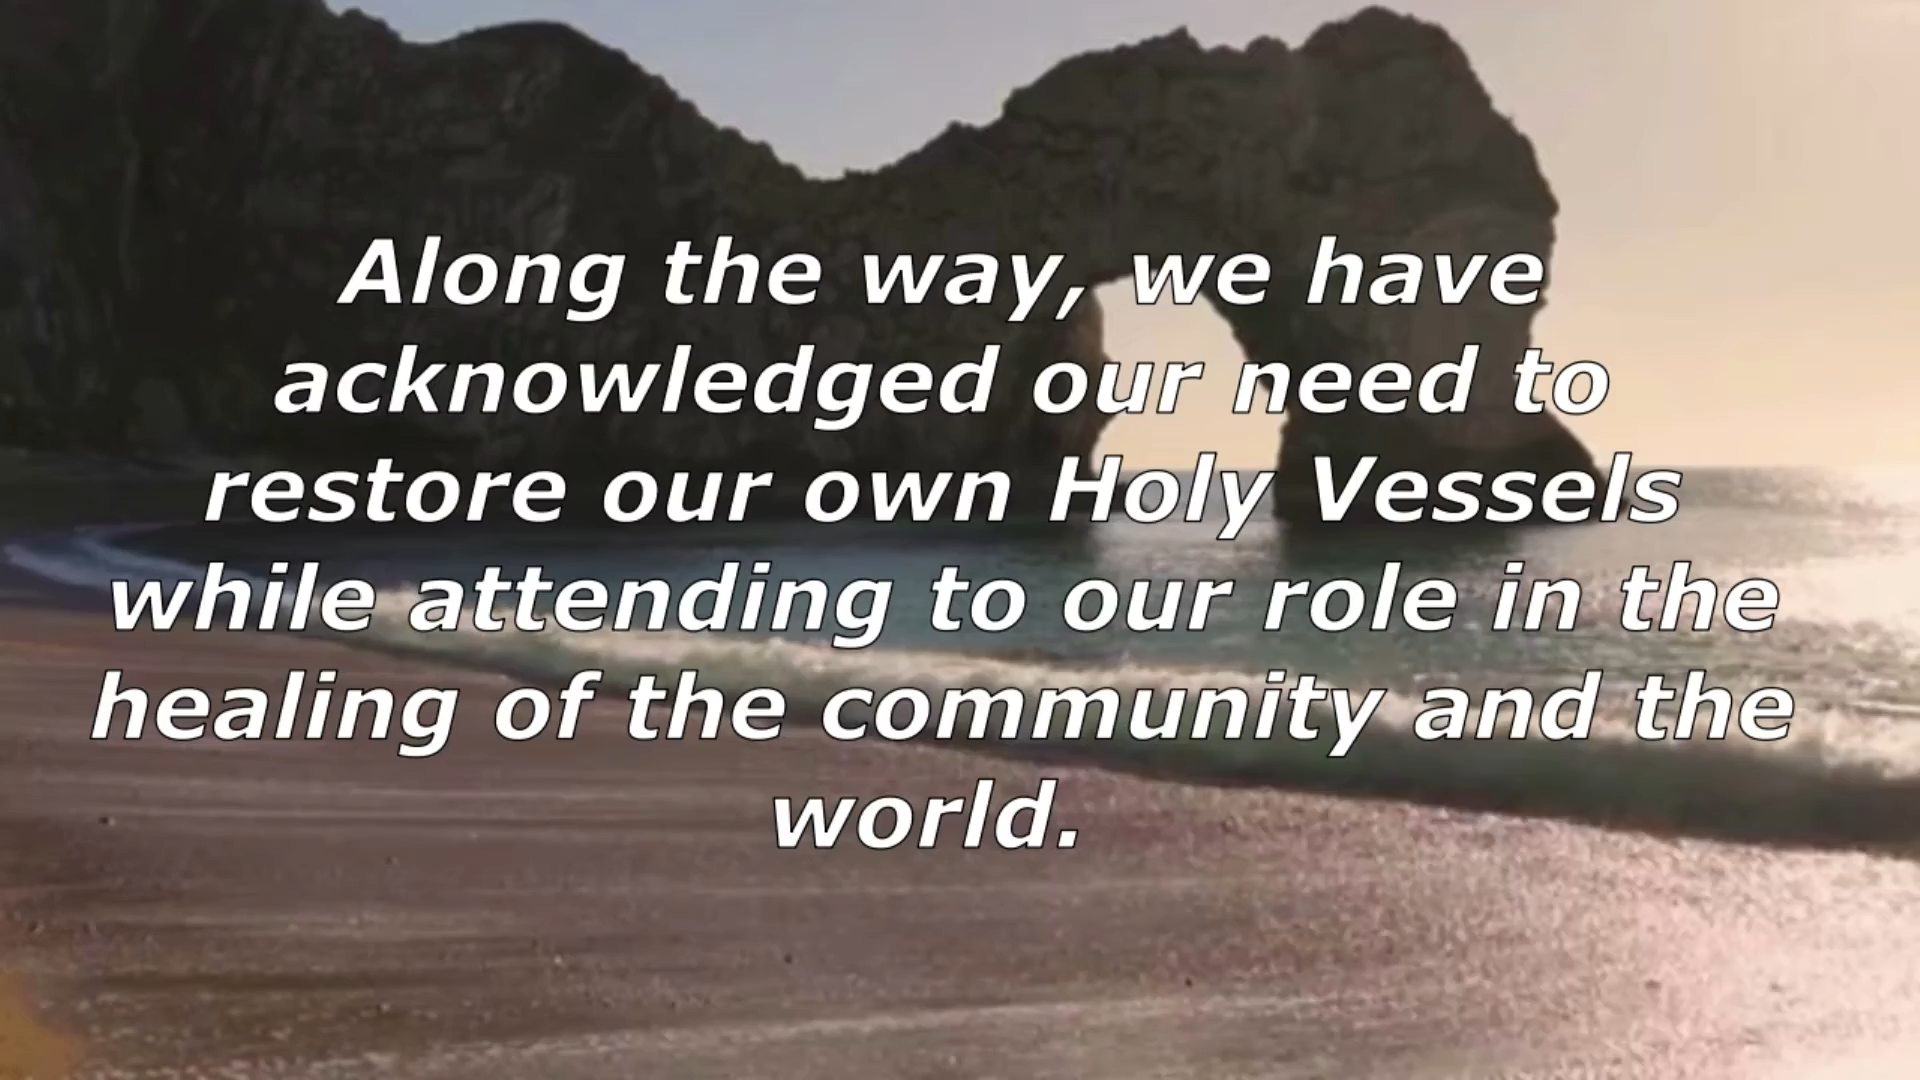 Along the way, we have
acknowledged our need to
restore our own Holy Vessels
while attending to our role in the
healing of the community and the
world.